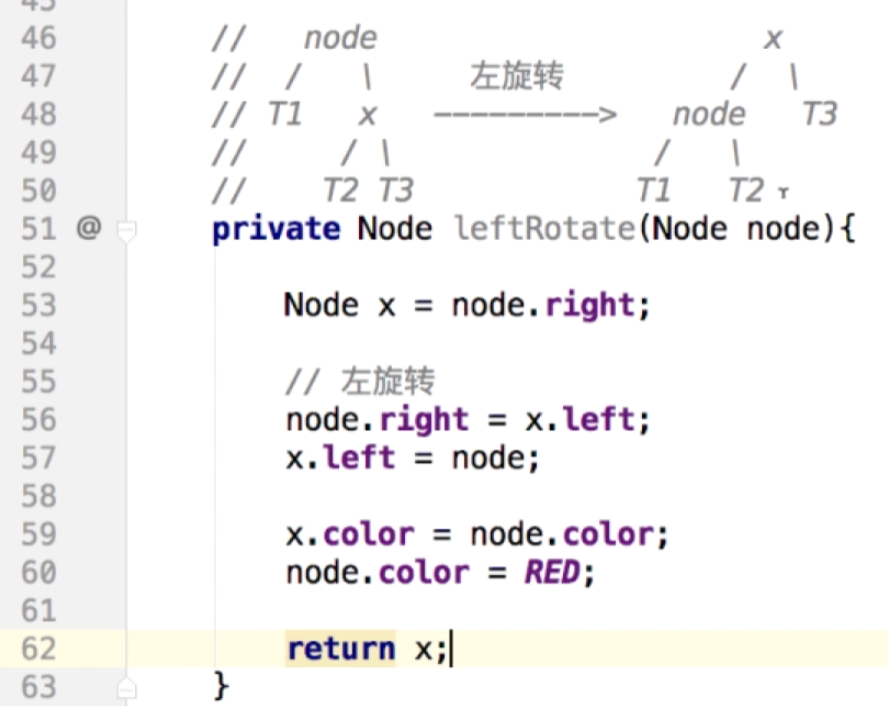 45
46 //   node                   x
47 //  /   \     左旋转         /  \
48 // T1   x   --------->   node   T3
49 //     / \              /   \
50 //    T2 T3            T1   T2
51 @ private Node leftRotate(Node node){
52
53     Node x = node.right;
54
55     // 左旋转
56     node.right = x.left;
57     x.left = node;
58
59     x.color = node.color;
60     node.color = RED;
61
62     return x;
63 }